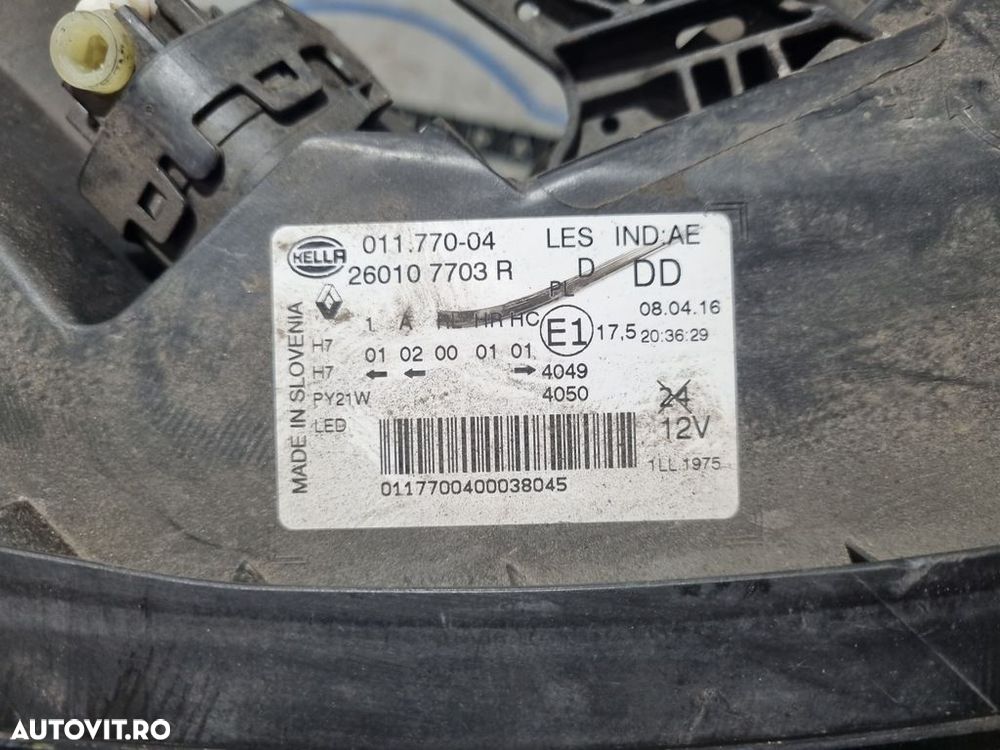 HELLA 011.770-04 LES IND:AE
26010 7703 R D DD
PL
08.04.16
1 A RL HR HC E1 17,5 20:36:29
H7 01 02 00 01 01
H7 ← ← → 4049
PY21W 4050 24
LED 12V
1LL.1975
01177004000038045
MADE IN SLOVENIA
AUTOVIT.RO